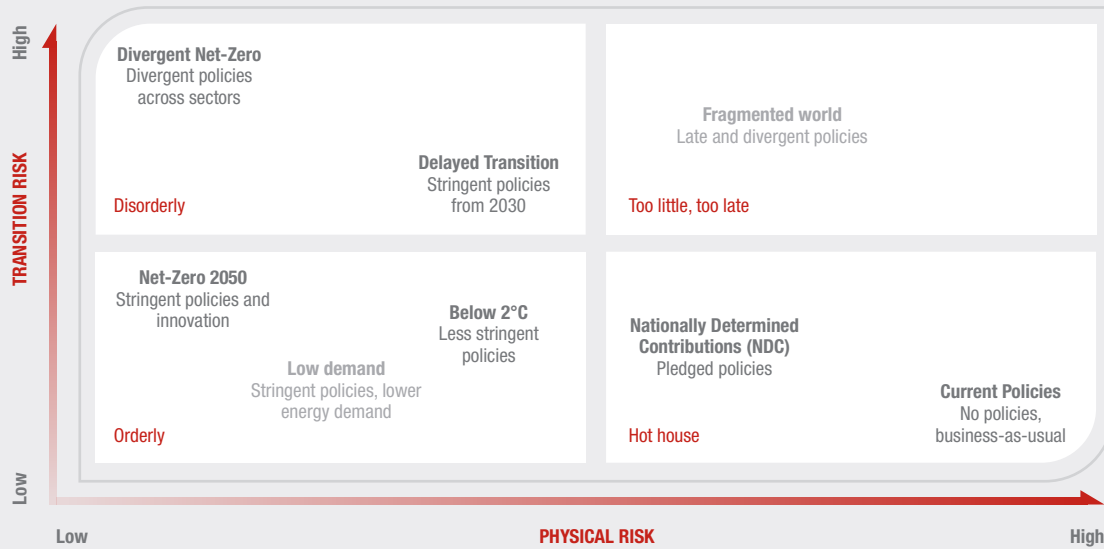 High
TRANSITION RISK
Low
Divergent Net-Zero
Divergent policies
across sectors
Delayed Transition
Stringent policies
from 2030
Disorderly
Fragmented world
Late and divergent policies
Too little, too late
Net-Zero 2050
Stringent policies and
innovation
Below 2°C
Less stringent
policies
Low demand
Stringent policies, lower
energy demand
Orderly
Nationally Determined
Contributions (NDC)
Pledged policies
Current Policies
No policies,
business-as-usual
Hot house
Low
PHYSICAL RISK
High